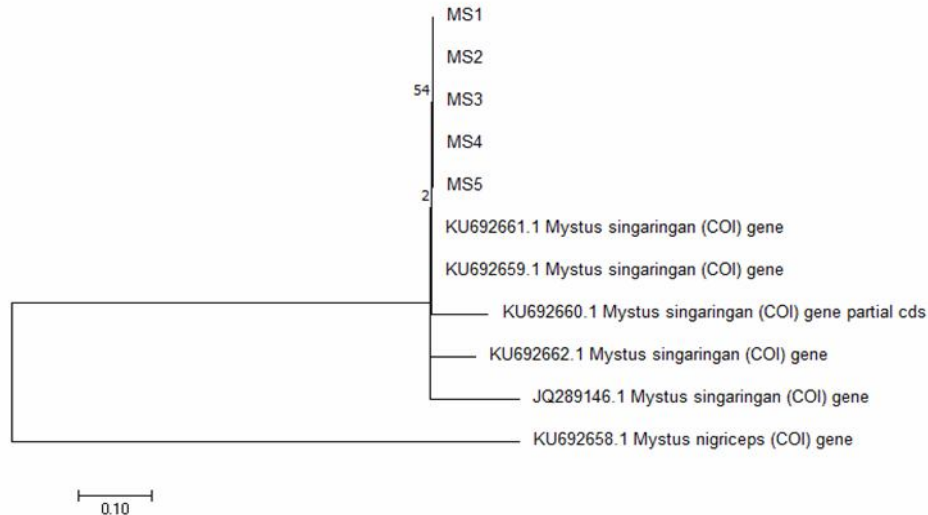 MS1
MS2
54
MS3
MS4
MS5
2
KU692661.1 Mystus singaringan (COI) gene
KU692659.1 Mystus singaringan (COI) gene
KU692660.1 Mystus singaringan (COI) gene partial cds
KU692662.1 Mystus singaringan (COI) gene
JQ289146.1 Mystus singaringan (COI) gene
KU692658.1 Mystus nigriceps (COI) gene
0.10